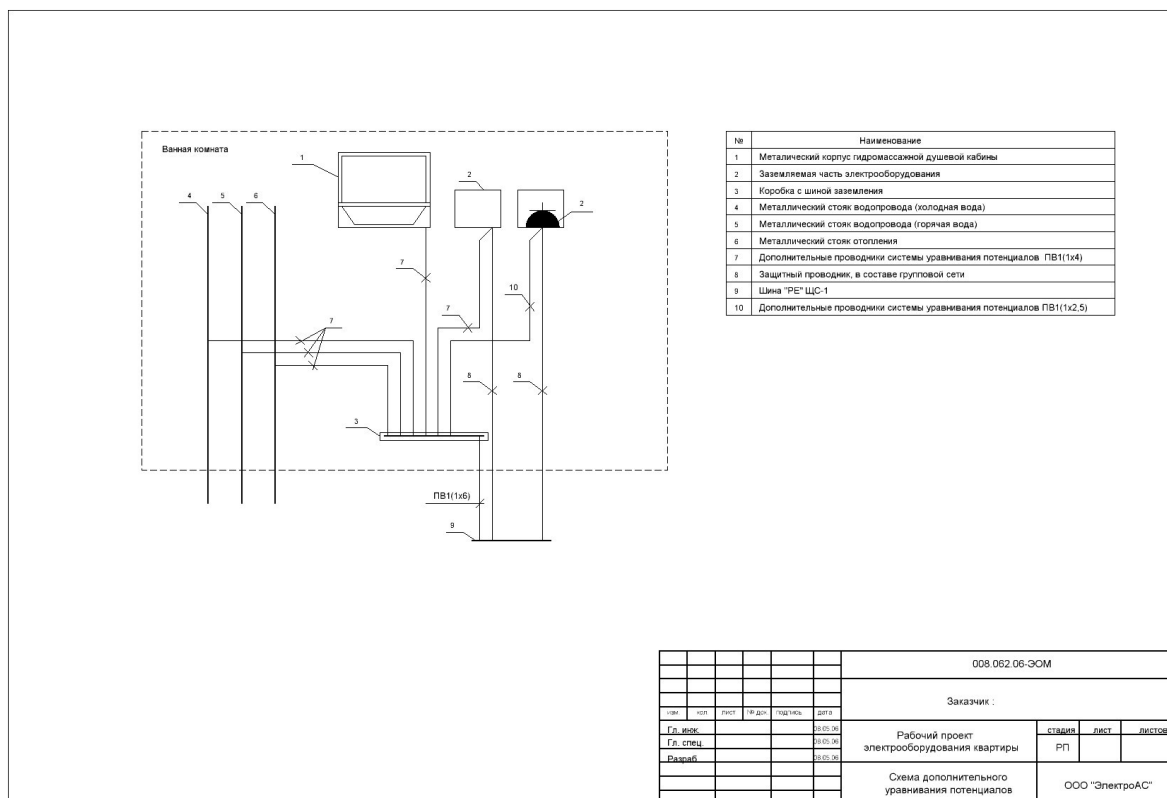 Ванная комната
1
2
2
4
5
6
7
10
7
7
8
8
3
ПВ1(1х6)
9
№ Наименование
1 Металический корпус гидромассажной душевой кабины
2 Заземляемая часть электрооборудования
3 Коробка с шиной заземления
4 Металлический стояк водопровода (холодная вода)
5 Металлический стояк водопровода (горячая вода)
6 Металлический стояк отопления
7 Дополнительные проводники системы уравнивания потенциалов ПВ1(1х4)
8 Защитный проводник, в составе групповой сети
9 Шина "РЕ" ЩС-1
10 Дополнительные проводники системы уравнивания потенциалов ПВ1(1х2,5)
008.062.06-ЭОМ
Заказчик :
изм. кол лист № док подпись дата
Гл. инж. 08.05.06
Гл. спец. 08.05.06
Разраб 08.05.06
Рабочий проект
электрооборудования квартиры
стадия лист листов
РП
Схема дополнительного
уравнивания потенциалов
ООО "ЭлектроАС"